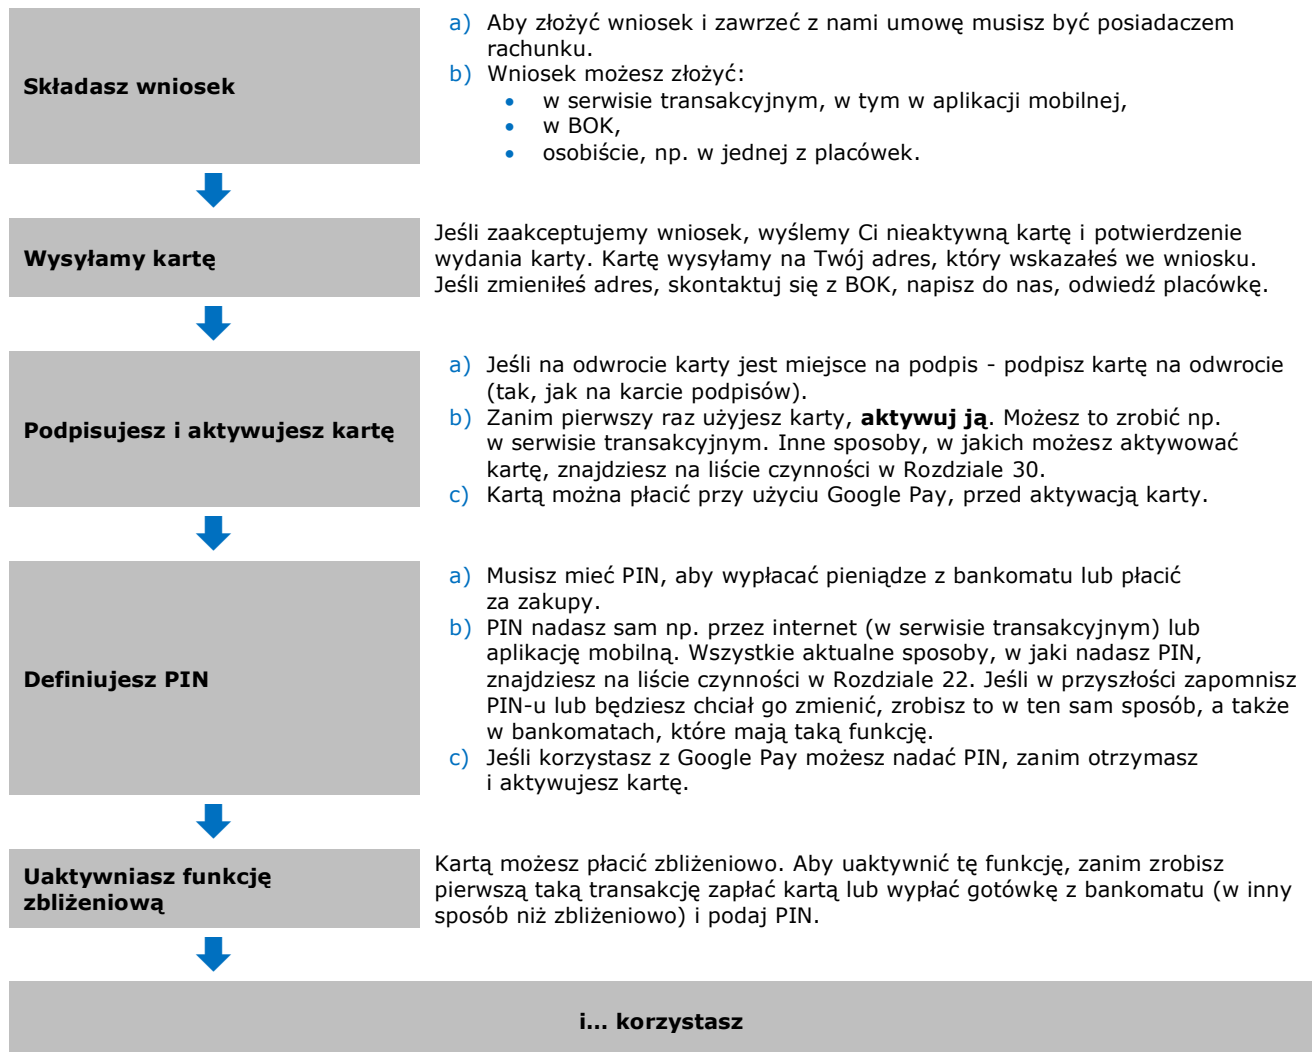 Składasz wniosek
a) Aby złożyć wniosek i zawrzeć z nami umowę musisz być posiadaczem
rachunku.
b) Wniosek możesz złożyć:
• w serwisie transakcyjnym, w tym w aplikacji mobilnej,
• w BOK,
• osobiście, np. w jednej z placówek.
Wysyłamy kartę
Jeśli zaakceptujemy wniosek, wyślemy Ci nieaktywną kartę i potwierdzenie
wydania karty. Kartę wysyłamy na Twój adres, który wskazałeś we wniosku.
Jeśli zmieniłeś adres, skontaktuj się z BOK, napisz do nas, odwiedź placówkę.
Podpisujesz i aktywujesz kartę
a) Jeśli na odwrocie karty jest miejsce na podpis - podpisz kartę na odwrocie
(tak, jak na karcie podpisów).
b) Zanim pierwszy raz użyjesz karty, aktywuj ją. Możesz to zrobić np.
w serwisie transakcyjnym. Inne sposoby, w jakich możesz aktywować
kartę, znajdziesz na liście czynności w Rozdziale 30.
c) Kartą można płacić przy użyciu Google Pay, przed aktywacją karty.
Definiujesz PIN
a) Musisz mieć PIN, aby wypłacać pieniądze z bankomatu lub płacić
za zakupy.
b) PIN nadasz sam np. przez internet (w serwisie transakcyjnym) lub
aplikację mobilną. Wszystkie aktualne sposoby, w jaki nadasz PIN,
znajdziesz na liście czynności w Rozdziale 22. Jeśli w przyszłości zapomnisz
PIN-u lub będziesz chciał go zmienić, zrobisz to w ten sam sposób, a także
w bankomatach, które mają taką funkcję.
c) Jeśli korzystasz z Google Pay możesz nadać PIN, zanim otrzymasz
i aktywujesz kartę.
Uaktywniasz funkcję
zbliżeniową
Kartą możesz płacić zbliżeniowo. Aby uaktywnić tę funkcję, zanim zrobisz
pierwszą taką transakcję zapłać kartą lub wypłać gotówkę z bankomatu (w inny
sposób niż zbliżeniowo) i podaj PIN.
i... korzystasz